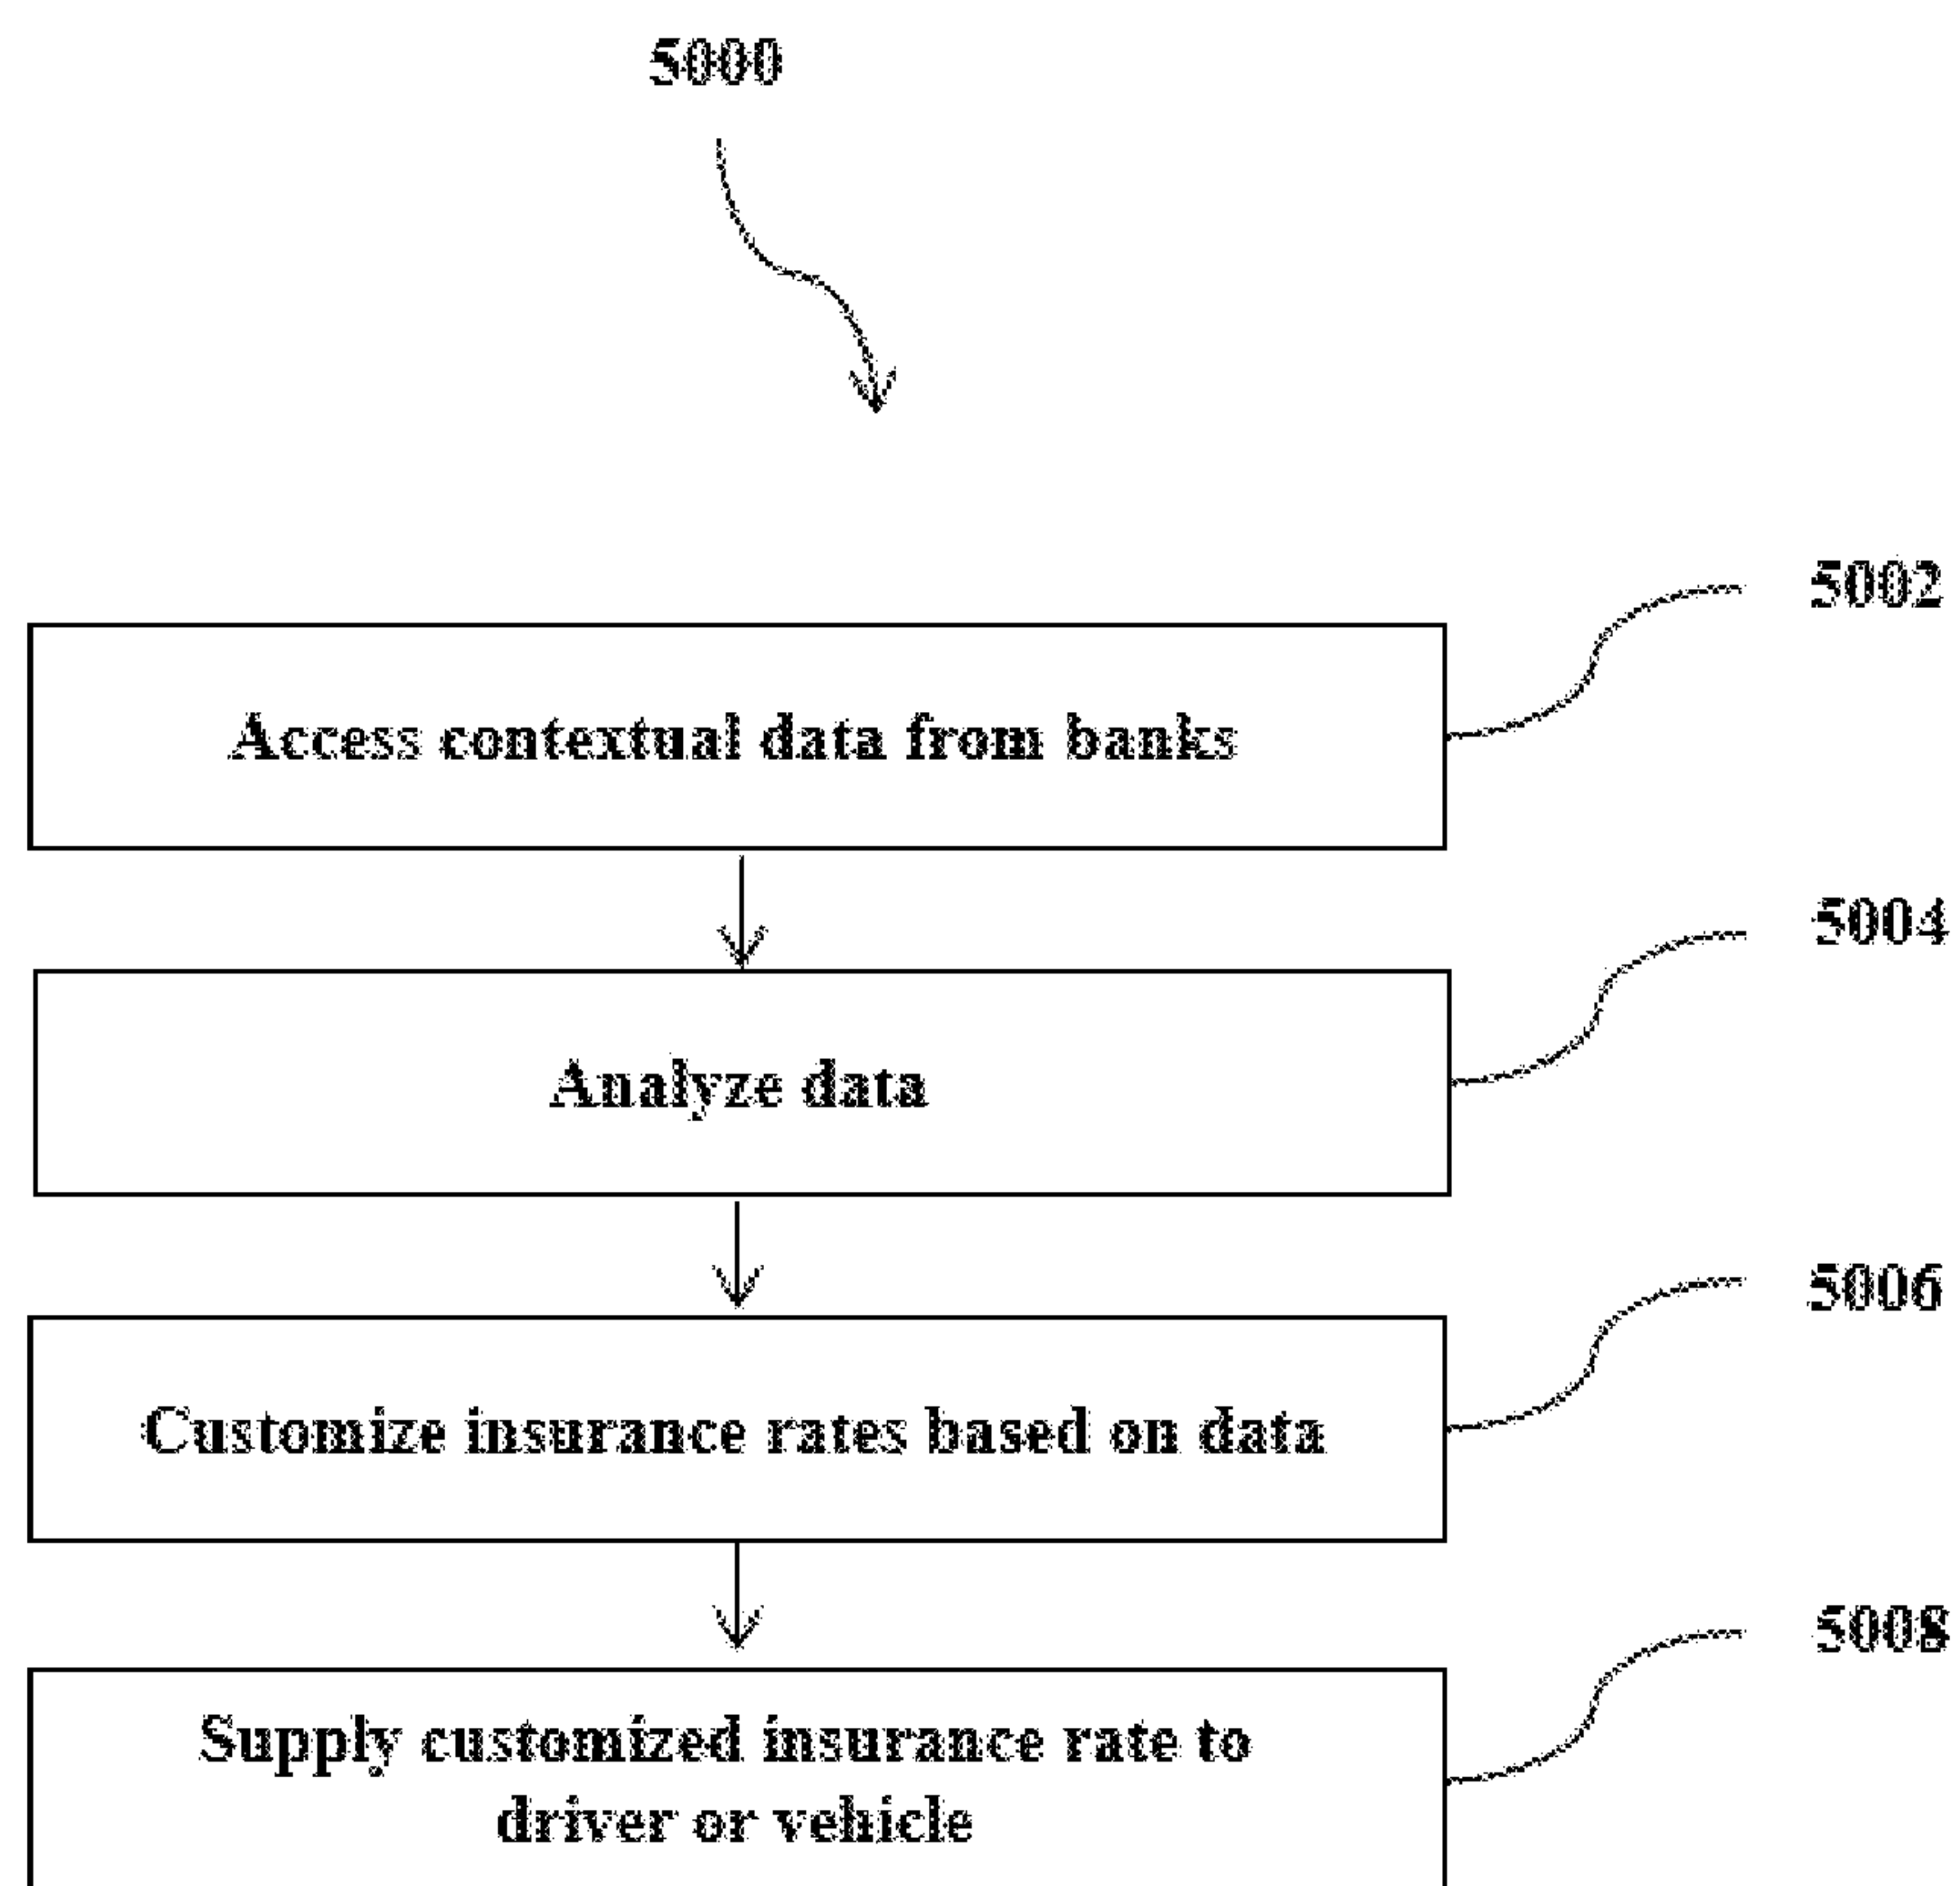 5000
5002
Access contextual data from banks
5004
Analyze data
5006
Customize insurance rates based on data
5008
Supply customized insurance rate to
driver or vehicle